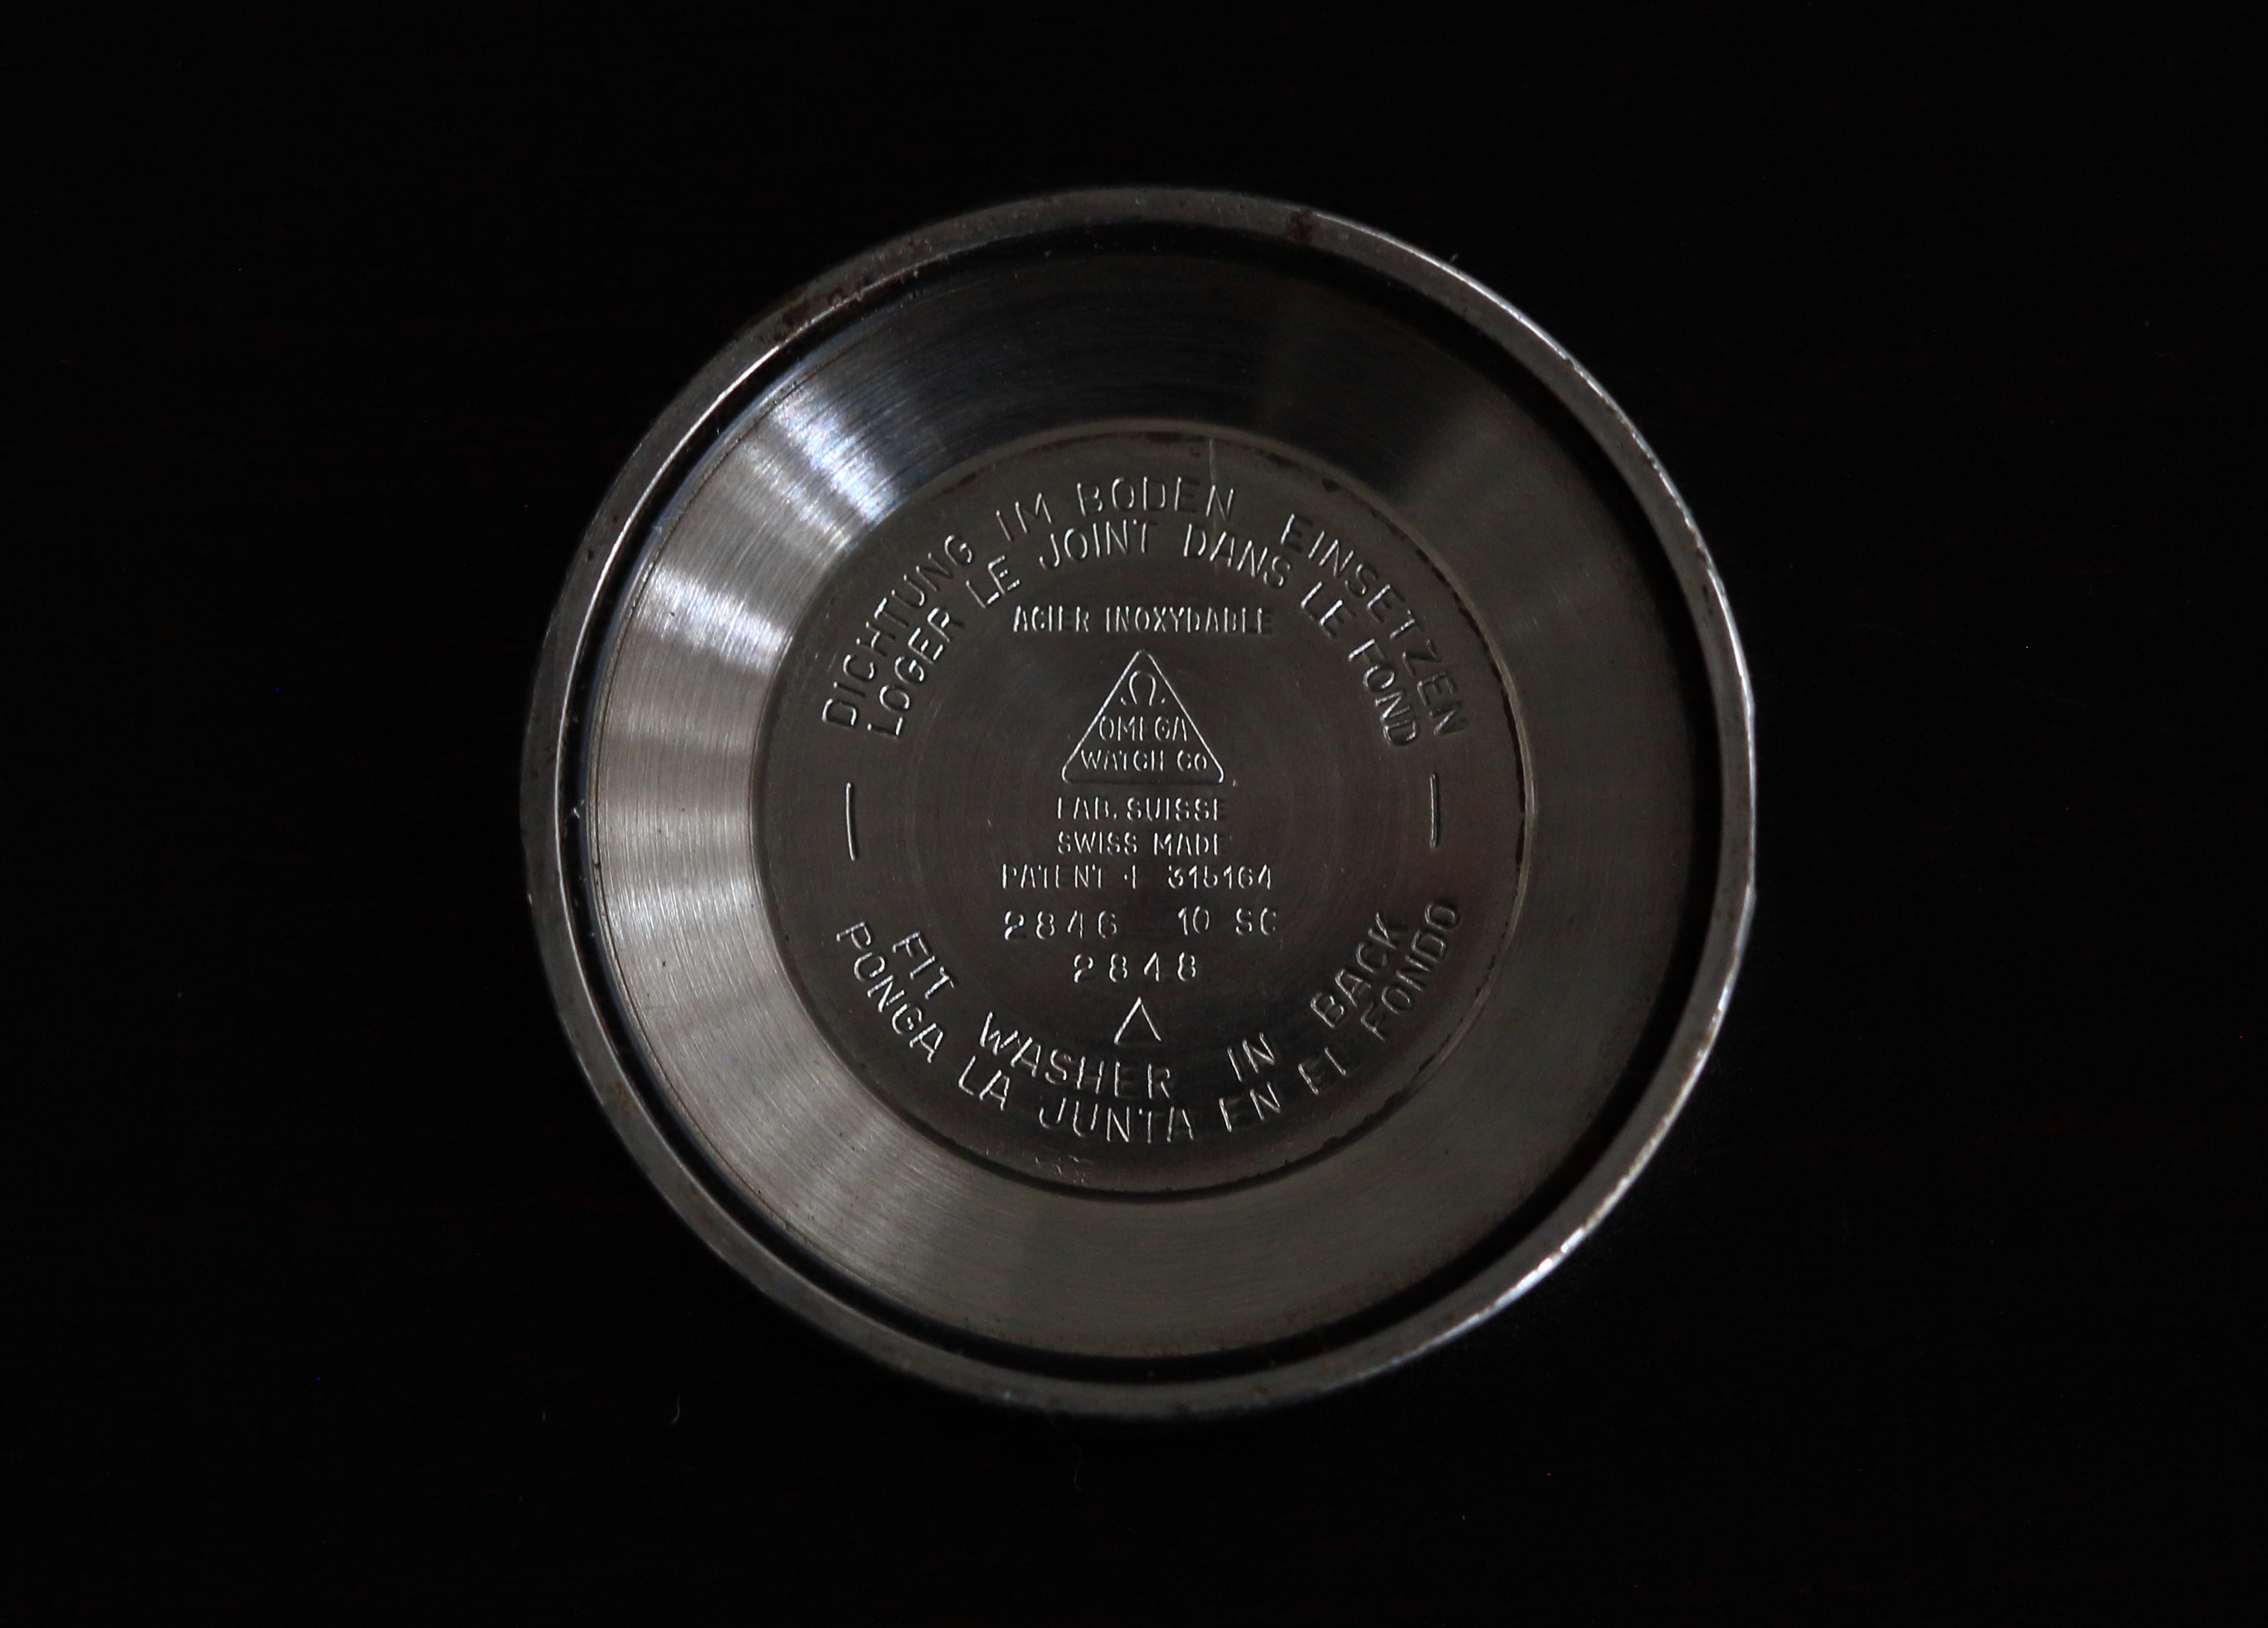 DICHTUNG IM BODEN EINSETZEN
LOGER LE JOINT DANS LE FOND
ACIER INOXYDABLE
Ω
OMEGA
WATCH CO
FAB. SUISSE
SWISS MADE
PATENT + 315164
2846 10 SC
2848
FIT WASHER IN BACK
PONGA LA JUNTA EN EL FONDO